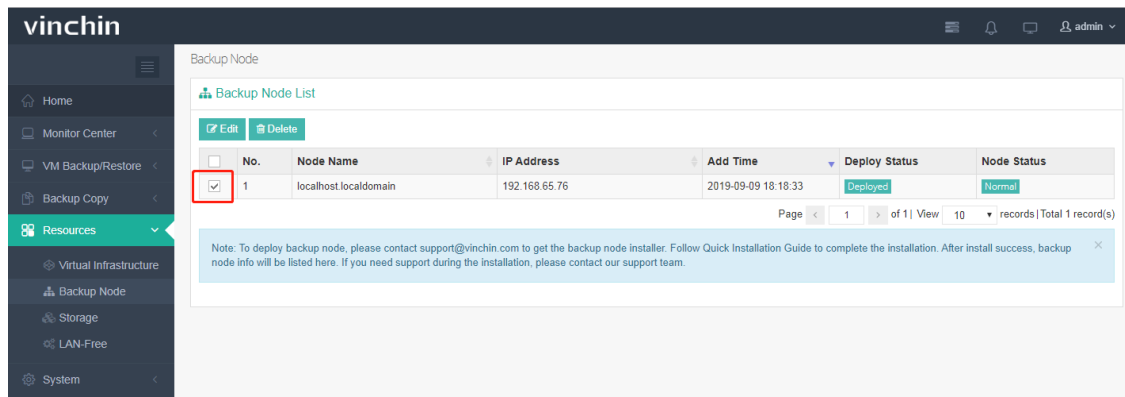 vinchin
admin
Backup Node
Home
Monitor Center
VM Backup/Restore
Backup Copy
Resources
Virtual Infrastructure
Backup Node
Storage
LAN-Free
System
Backup Node List
Edit Delete
No. Node Name IP Address Add Time Deploy Status Node Status
1 localhost.localdomain 192.168.65.76 2019-09-09 18:18:33 Deployed Normal
Page < 1 > of 1| View 10 records|Total 1 record(s)
Note: To deploy backup node, please contact support@vinchin.com to get the backup node installer. Follow Quick Installation Guide to complete the installation. After install success, backup
node info will be listed here. If you need support during the installation, please contact our support team.